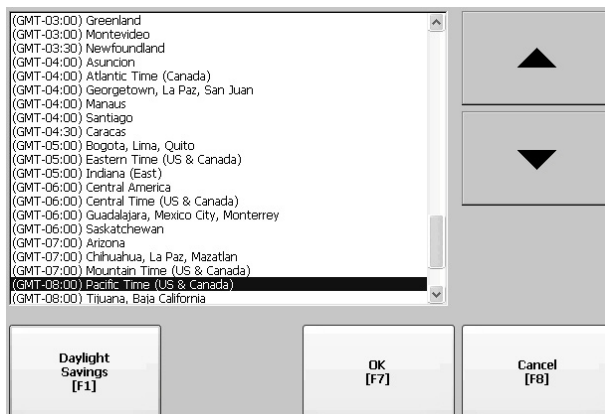 (GMT-03:00) Greenland
(GMT-03:00) Montevideo
(GMT-03:30) Newfoundland
(GMT-04:00) Asuncion
(GMT-04:00) Atlantic Time (Canada)
(GMT-04:00) Georgetown, La Paz, San Juan
(GMT-04:00) Manaus
(GMT-04:00) Santiago
(GMT-04:30) Caracas
(GMT-05:00) Bogota, Lima, Quito
(GMT-05:00) Eastern Time (US & Canada)
(GMT-05:00) Indiana (East)
(GMT-06:00) Central America
(GMT-06:00) Central Time (US & Canada)
(GMT-06:00) Guadalajara, Mexico City, Monterrey
(GMT-06:00) Saskatchewan
(GMT-07:00) Arizona
(GMT-07:00) Chihuahua, La Paz, Mazatlan
(GMT-07:00) Mountain Time (US & Canada)
(GMT-08:00) Pacific Time (US & Canada)
(GMT-08:00) Tijuana, Baja California
Daylight
Savings
[F1]
OK
[F7]
Cancel
[F8]